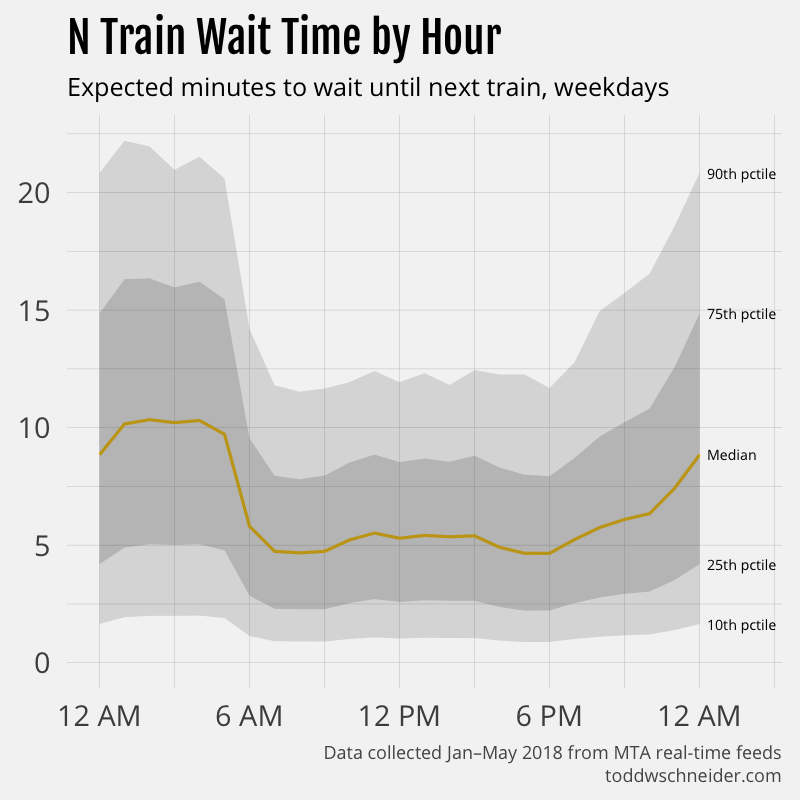 N Train Wait Time by Hour
Expected minutes to wait until next train, weekdays
90th pctile
20
75th pctile
15
10
Median
25th pctile
5
10th pctile
0
12 AM 6 AM 12 PM 6 PM 12 AM
Data collected Jan–May 2018 from MTA real-time feeds
toddwschneider.com